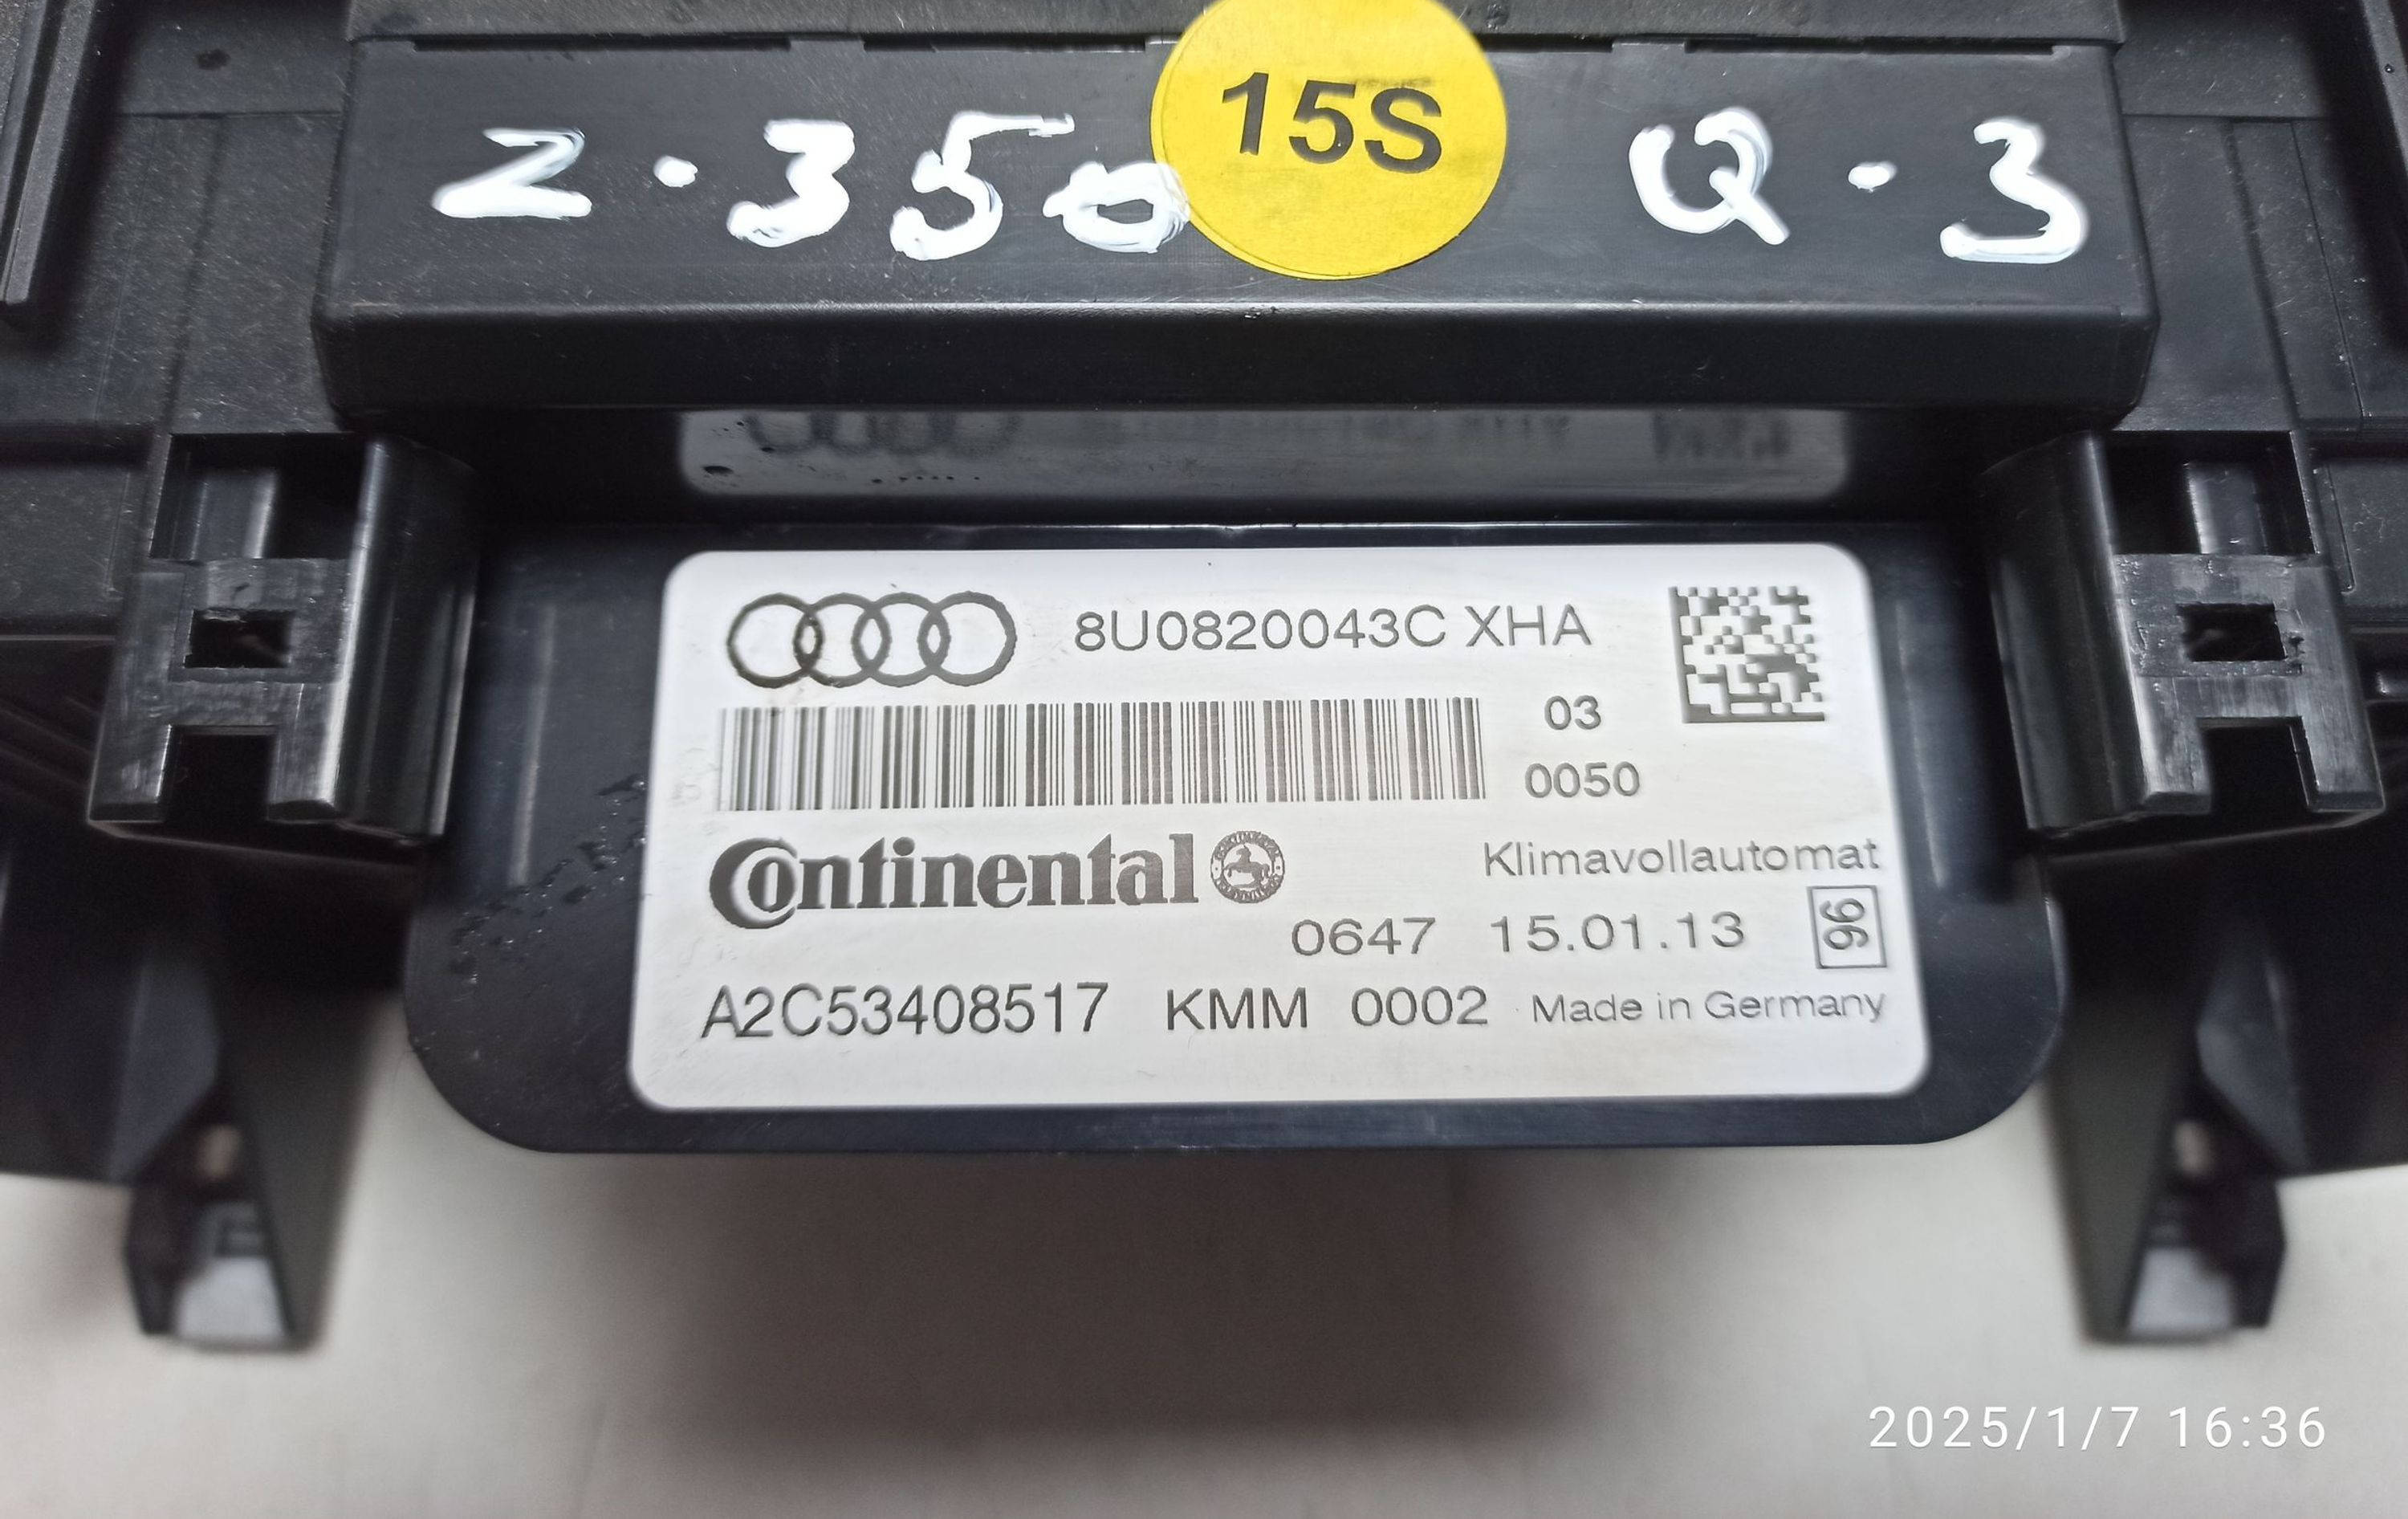 15S
Z.350 Q.3
8U0820043C XHA
03
0050
Continental
Klimavollautomat
0647 15.01.13 96
A2C53408517 KMM 0002 Made in Germany
2025/1/7 16:36